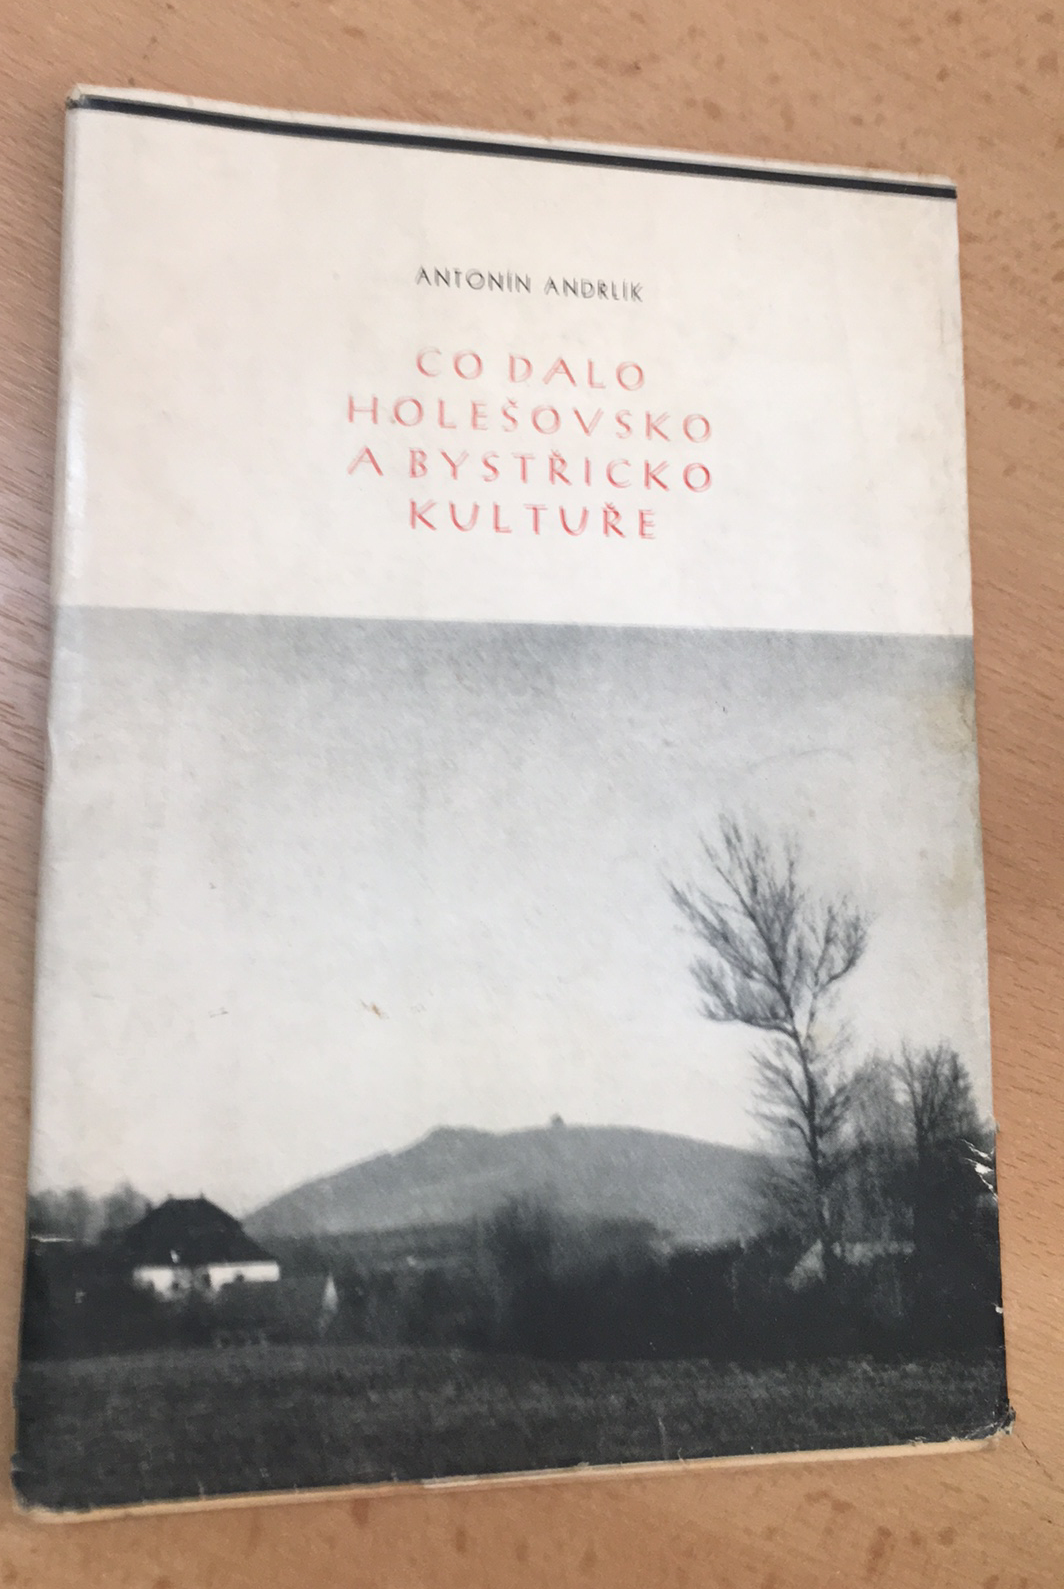 ANTONÍN ANDRLÍK
CO DALO
HOLEŠOVSKO
A BYSTŘICKO
KULTUŘE